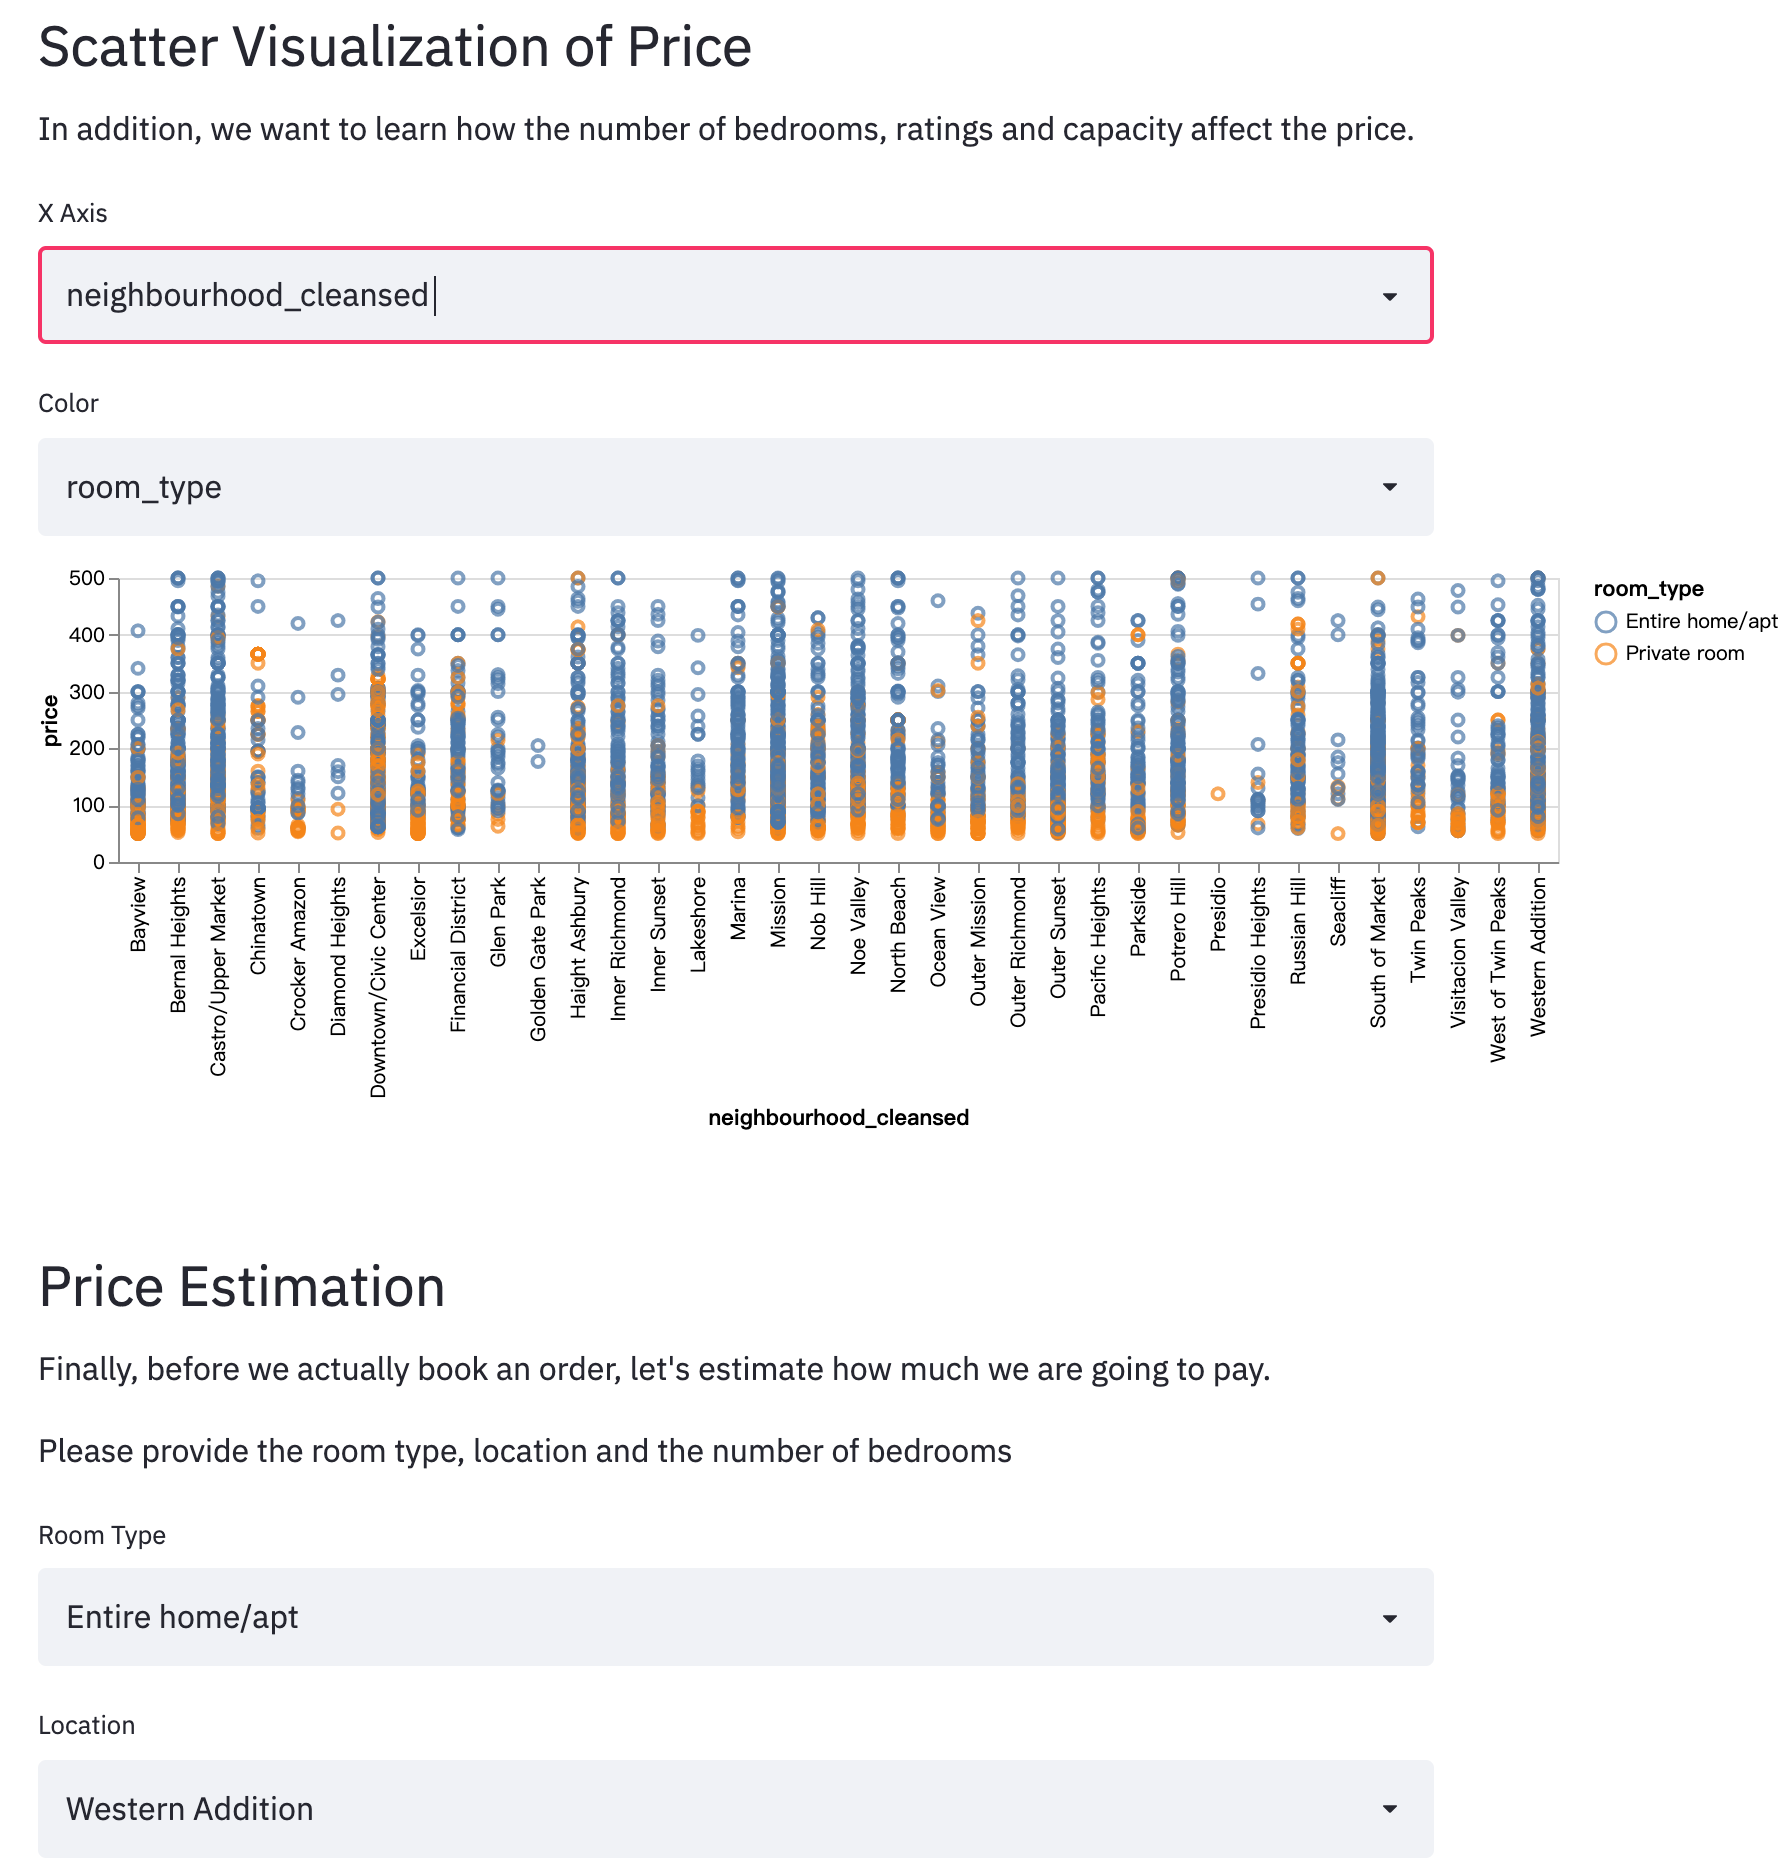 Scatter Visualization of Price
In addition, we want to learn how the number of bedrooms, ratings and capacity affect the price.
X Axis
neighbourhood_cleansed
Color
room_type
500
400
300
200
100
0
price
room_type
Entire home/apt
Private room
Bayview
Bernal Heights
Castro/Upper Market
Chinatown
Crocker Amazon
Diamond Heights
Downtown/Civic Center
Excelsior
Financial District
Glen Park
Golden Gate Park
Haight Ashbury
Inner Richmond
Inner Sunset
Lakeshore
Marina
Mission
Nob Hill
Noe Valley
North Beach
Ocean View
Outer Mission
Outer Richmond
Outer Sunset
Pacific Heights
Parkside
Potrero Hill
Presidio
Presidio Heights
Russian Hill
Seacliff
South of Market
Twin Peaks
Visitacion Valley
West of Twin Peaks
Western Addition
neighbourhood_cleansed
Price Estimation
Finally, before we actually book an order, let's estimate how much we are going to pay.
Please provide the room type, location and the number of bedrooms
Room Type
Entire home/apt
Location
Western Addition